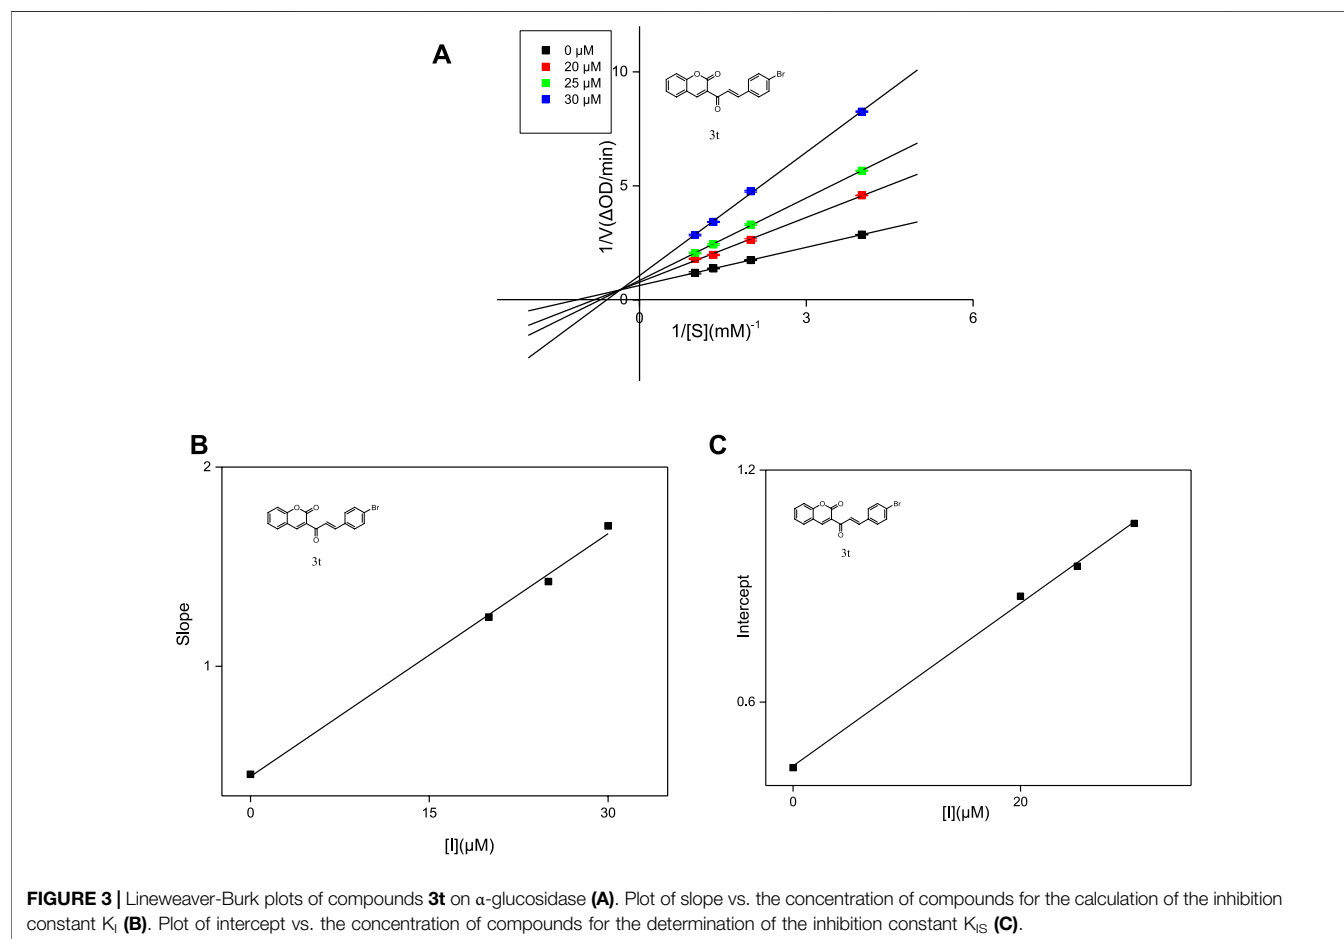 A
0 μM
20 μM
25 μM
30 μM
10
5
0
1/V(ΔOD/min)
O
O
O
Br
3t
0
3
6
1/[S](mM)-1
B
2
1
Slope
O
O
O
Br
3t
0
15
30
[I](μM)
C
1.2
0.6
Intercept
O
O
O
Br
3t
0
20
[I](μM)
FIGURE 3 | Lineweaver-Burk plots of compounds 3t on α-glucosidase (A). Plot of slope vs. the concentration of compounds for the calculation of the inhibition
constant KI (B). Plot of intercept vs. the concentration of compounds for the determination of the inhibition constant KIS (C).